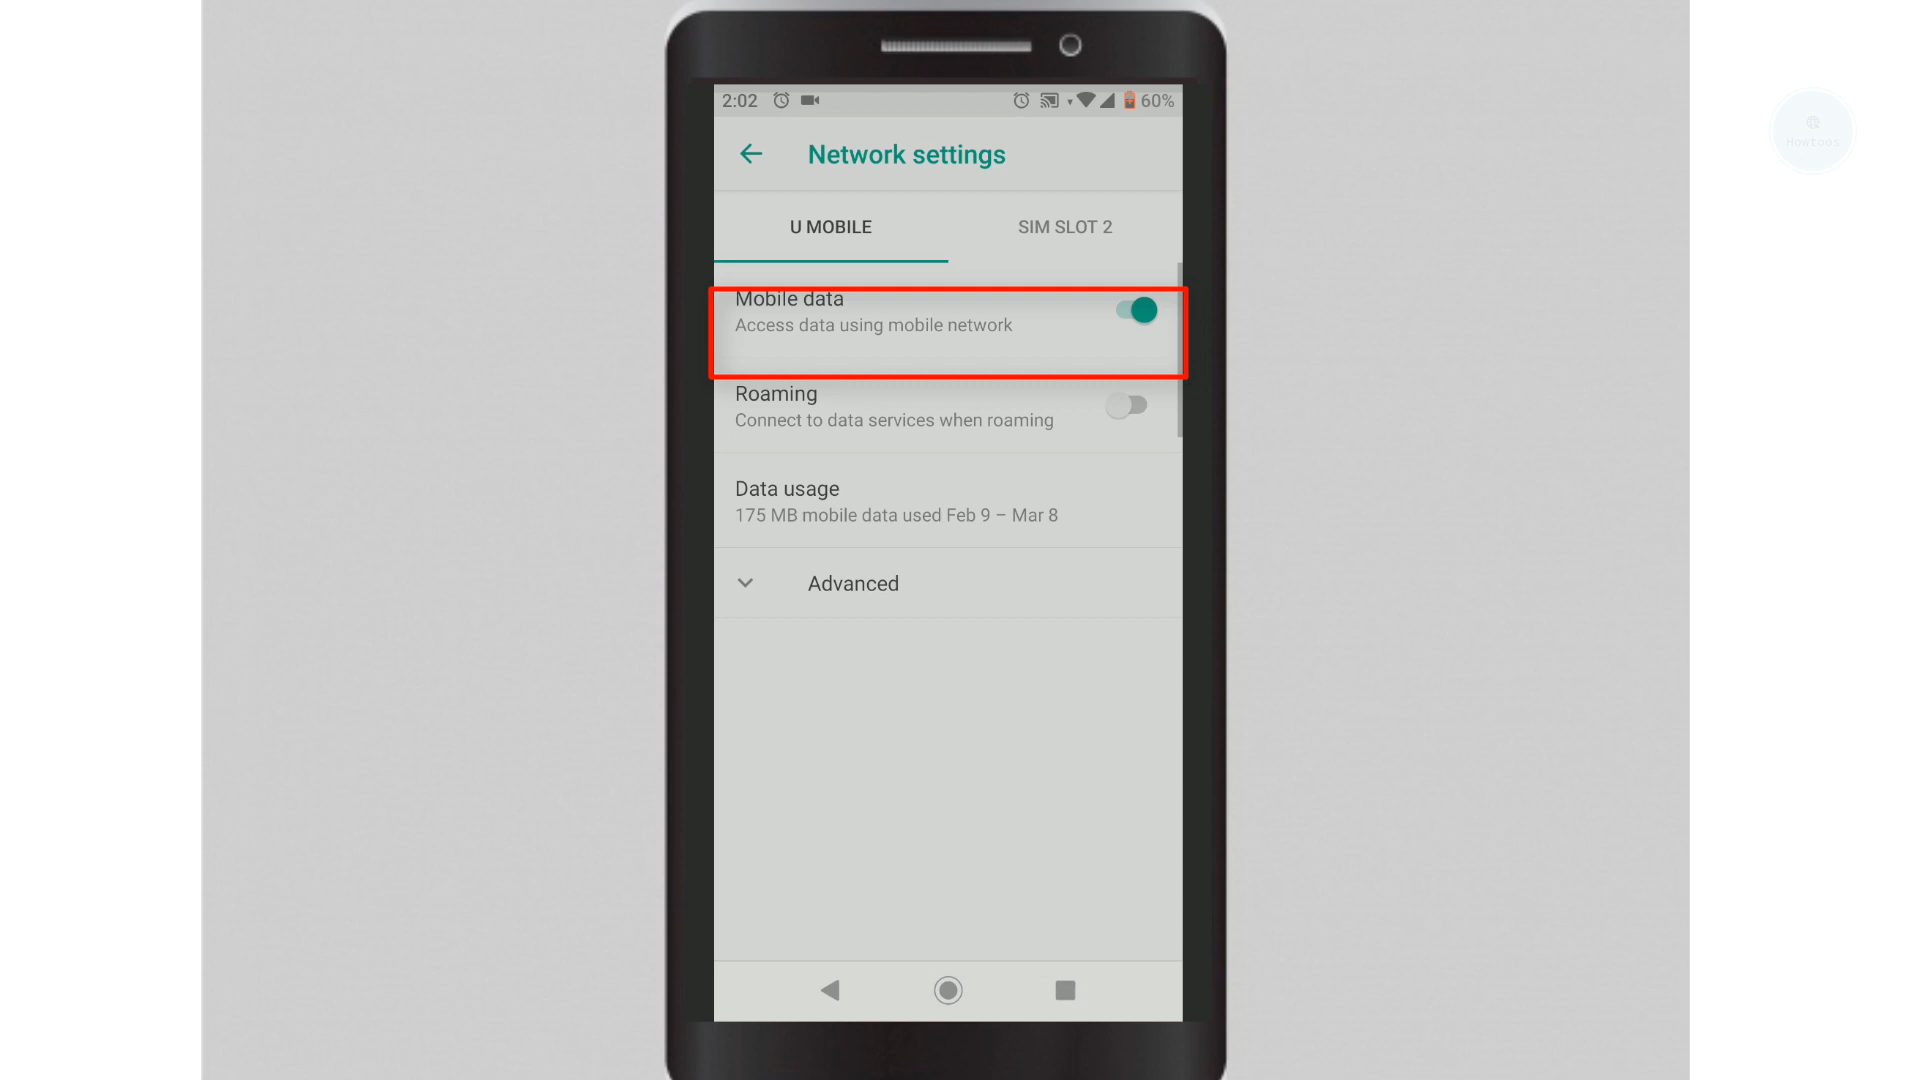 2:02
60%
Network settings
U MOBILE
SIM SLOT 2
Mobile data
Access data using mobile network
Roaming
Connect to data services when roaming
Data usage
175 MB mobile data used Feb 9 – Mar 8
Advanced
Howtoos